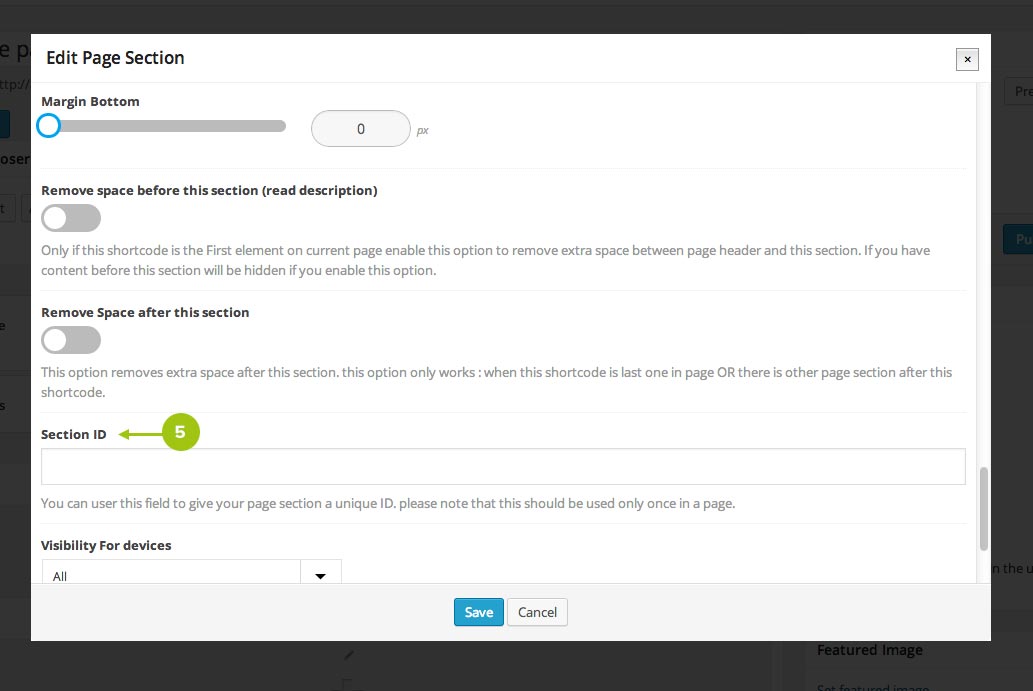 Edit Page Section
×
Margin Bottom
0 px
Remove space before this section (read description)
Only if this shortcode is the First element on current page enable this option to remove extra space between page header and this section. If you have
content before this section will be hidden if you enable this option.
Remove Space after this section
This option removes extra space after this section. this option only works : when this shortcode is last one in page OR there is other page section after this
shortcode.
Section ID 5
You can user this field to give your page section a unique ID. please note that this should be used only once in a page.
Visibility For devices
All
Save Cancel
in the u
Featured Image
Set featured image